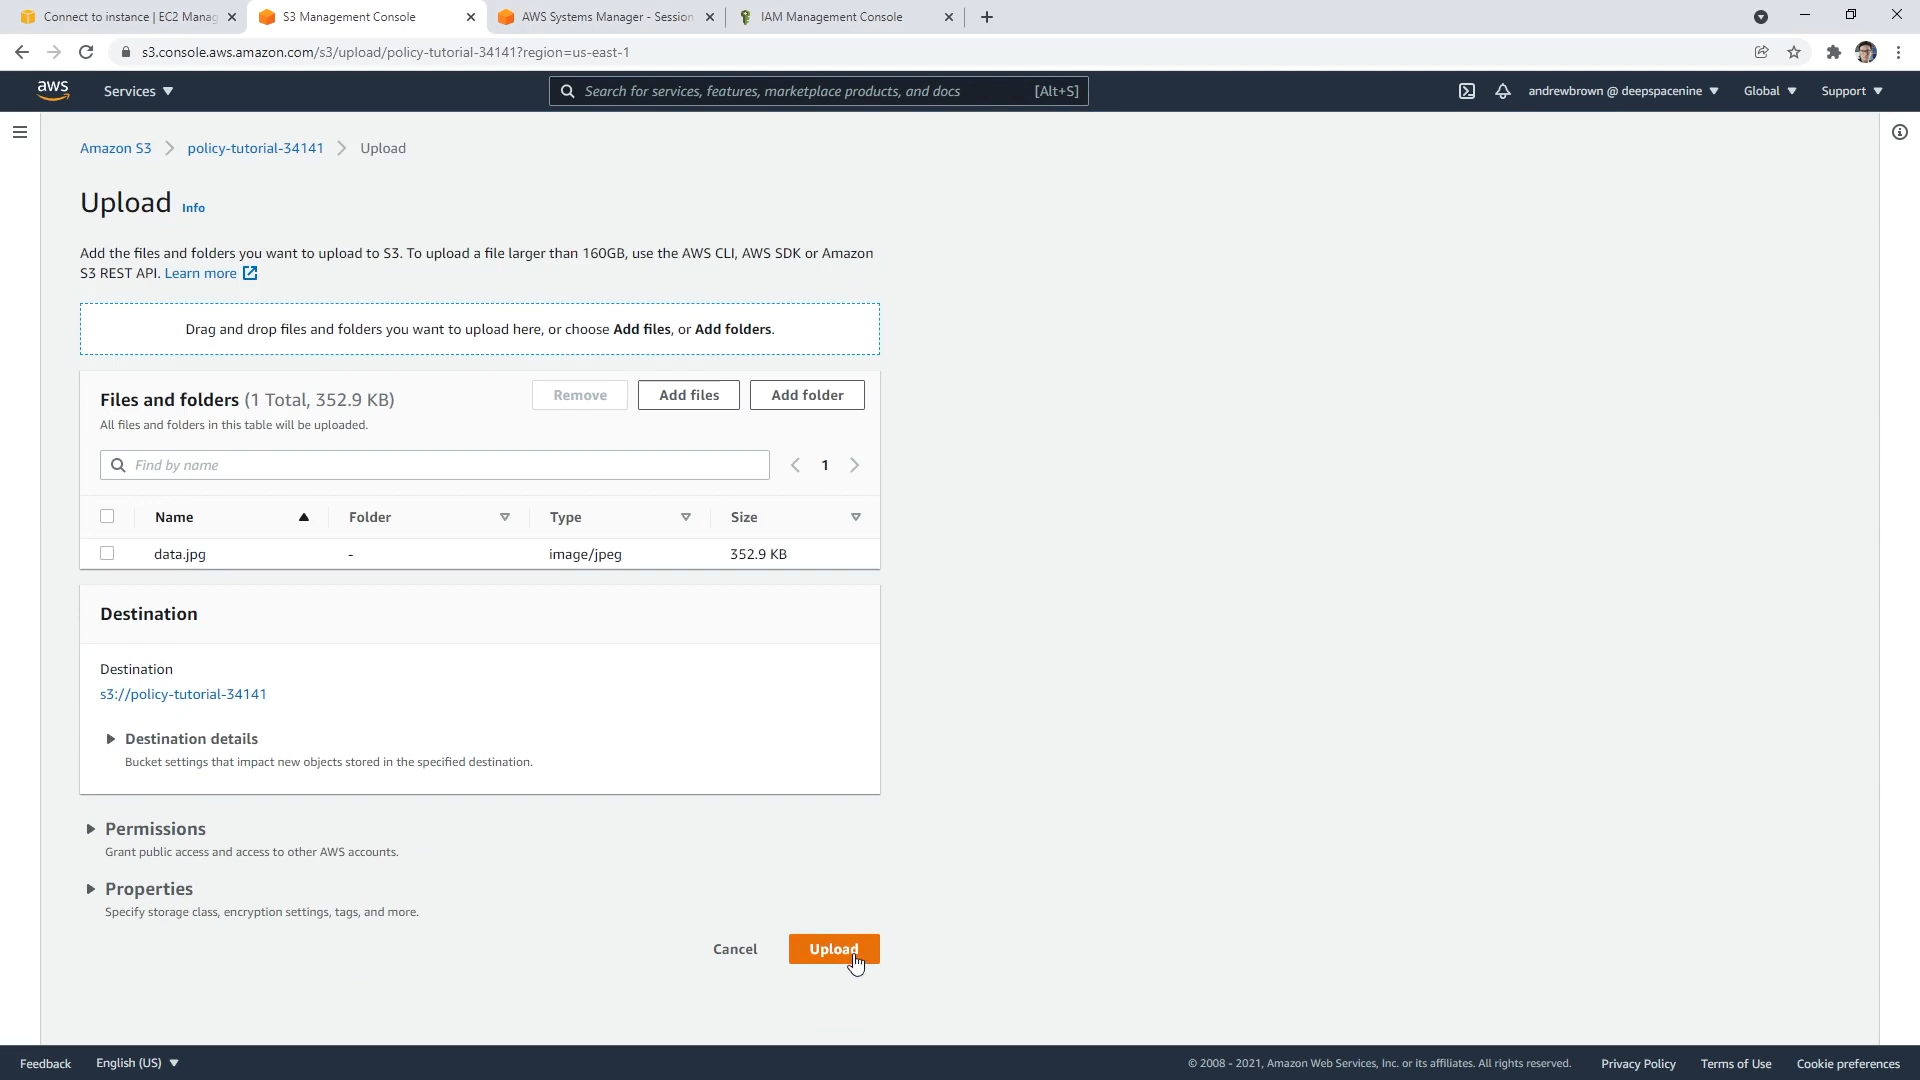 Connect to instance | EC2 Manag
S3 Management Console
AWS Systems Manager - Session
IAM Management Console
s3.console.aws.amazon.com/s3/upload/policy-tutorial-34141?region=us-east-1
aws
Services
Search for services, features, marketplace products, and docs
[Alt+S]
andrewbrown @ deepspacenine
Global
Support
Amazon S3
policy-tutorial-34141
Upload
Upload Info
Add the files and folders you want to upload to S3. To upload a file larger than 160GB, use the AWS CLI, AWS SDK or Amazon
S3 REST API. Learn more
Drag and drop files and folders you want to upload here, or choose Add files, or Add folders.
Files and folders (1 Total, 352.9 KB)
Remove
Add files
Add folder
All files and folders in this table will be uploaded.
Find by name
1
Name
Folder
Type
Size
data.jpg
-
image/jpeg
352.9 KB
Destination
Destination
s3://policy-tutorial-34141
Destination details
Bucket settings that impact new objects stored in the specified destination.
Permissions
Grant public access and access to other AWS accounts.
Properties
Specify storage class, encryption settings, tags, and more.
Cancel
Upload
Feedback
English (US)
© 2008 - 2021, Amazon Web Services, Inc. or its affiliates. All rights reserved.
Privacy Policy
Terms of Use
Cookie preferences